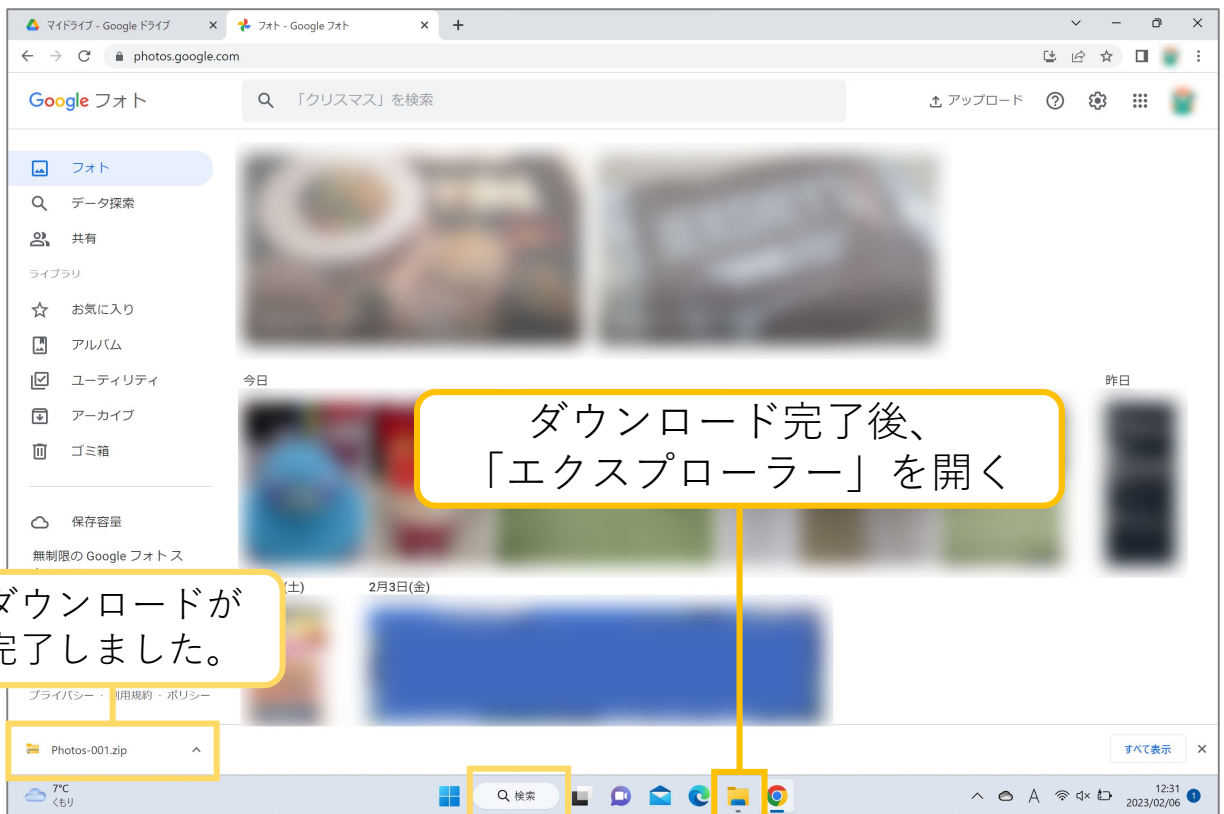 マイドライブ - Google ドライブ
フォト - Google フォト
photos.google.com
Google フォト
「クリスマス」を検索
アップロード
フォト
データ探索
共有
ライブラリ
お気に入り
アルバム
ユーティリティ
アーカイブ
ゴミ箱
今日
昨日
ダウンロード完了後、
「エクスプローラー」を開く
保存容量
無制限の Google フォト ス
(土)
2月3日(金)
ダウンロードが
完了しました。
プライバシー · 利用規約 · ポリシー
Photos-001.zip
すべて表示
7°C
くもり
検索
A
12:31
2023/02/06
1